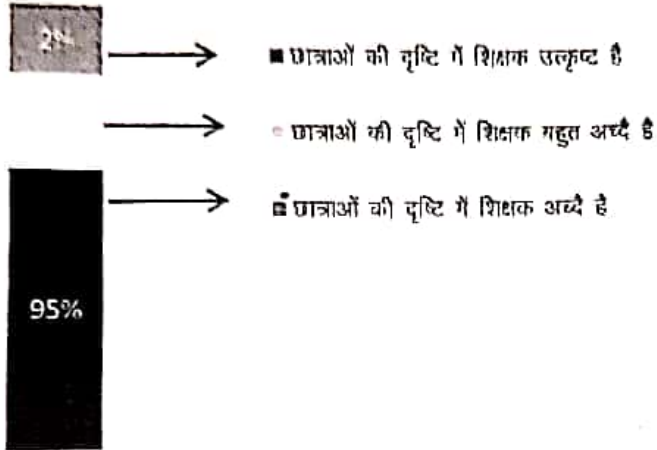 2%
छात्राओं की दृष्टि में शिक्षक उत्कृष्ट है
छात्राओं की दृष्टि में शिक्षक बहुत अच्छे है
छात्राओं की दृष्टि में शिक्षक अच्छे है
95%